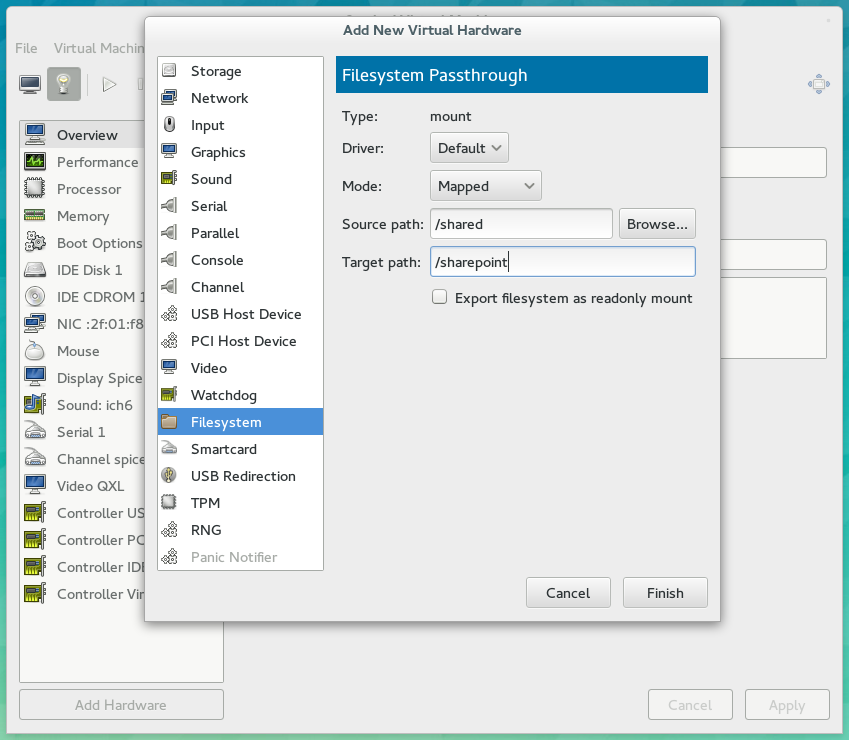 Add New Virtual Hardware
File Virtual Machin
Overview
Performance
Processor
Memory
Boot Options
IDE Disk 1
IDE CDROM 1
NIC :2f:01:f8
Mouse
Display Spice
Sound: ich6
Serial 1
Channel spice
Video QXL
Controller US
Controller PC
Controller IDE
Controller Vir
Add Hardware
Storage
Network
Input
Graphics
Sound
Serial
Parallel
Console
Channel
USB Host Device
PCI Host Device
Video
Watchdog
Filesystem
Smartcard
USB Redirection
TPM
RNG
Panic Notifier
Filesystem Passthrough
Type: mount
Driver: Default
Mode: Mapped
Source path: /shared Browse...
Target path: /sharepoint
Export filesystem as readonly mount
Cancel Finish
Cancel Apply